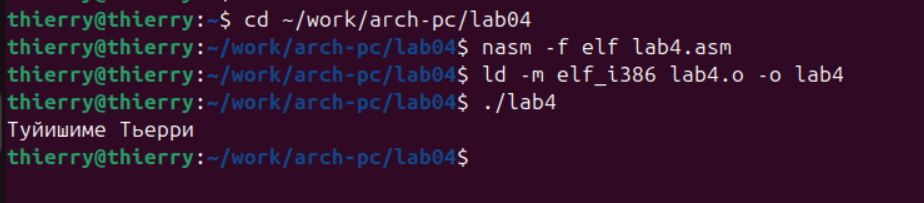 thierry@thierry:~$ cd ~/work/arch-pc/lab04
thierry@thierry:~/work/arch-pc/lab04$ nasm -f elf lab4.asm
thierry@thierry:~/work/arch-pc/lab04$ ld -m elf_i386 lab4.o -o lab4
thierry@thierry:~/work/arch-pc/lab04$ ./lab4
Туйишиме Тьерри
thierry@thierry:~/work/arch-pc/lab04$